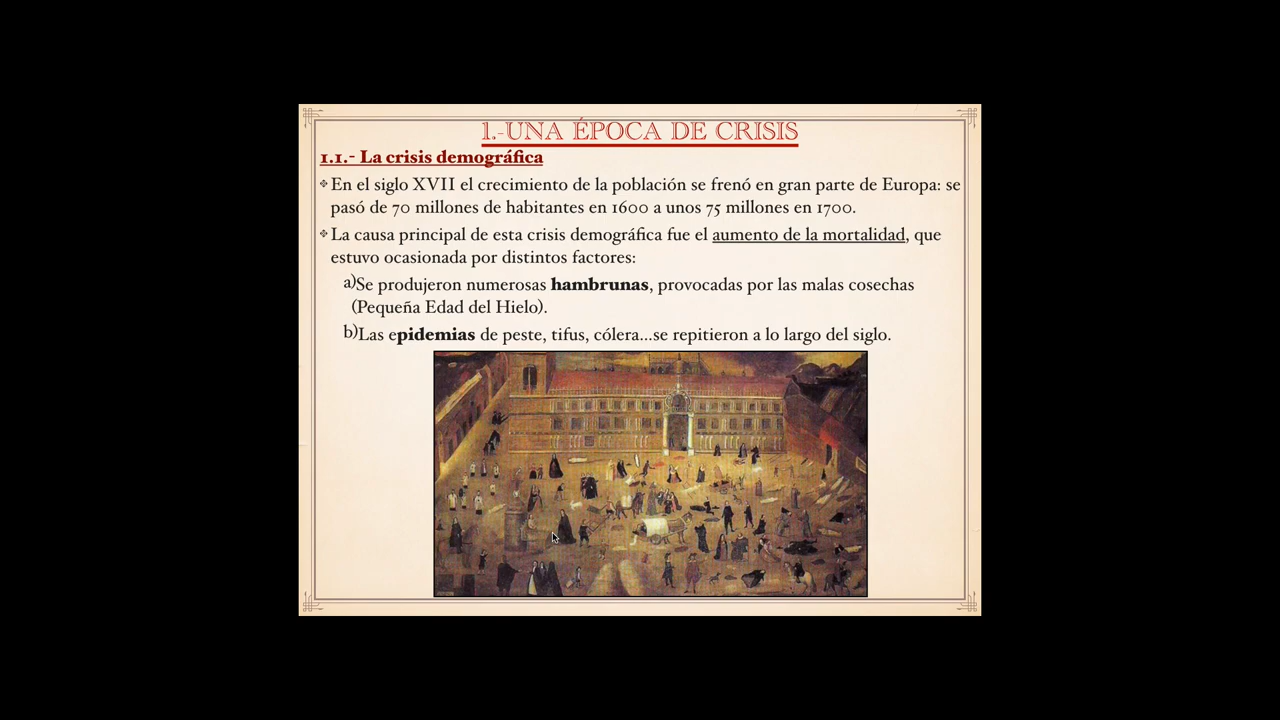 1.-UNA ÉPOCA DE CRISIS
1.1.- La crisis demográfica
En el siglo XVII el crecimiento de la población se frenó en gran parte de Europa: se
pasó de 70 millones de habitantes en 1600 a unos 75 millones en 1700.
La causa principal de esta crisis demográfica fue el aumento de la mortalidad, que
estuvo ocasionada por distintos factores:
a)Se produjeron numerosas hambrunas, provocadas por las malas cosechas
(Pequeña Edad del Hielo).
b)Las epidemias de peste, tifus, cólera...se repitieron a lo largo del siglo.